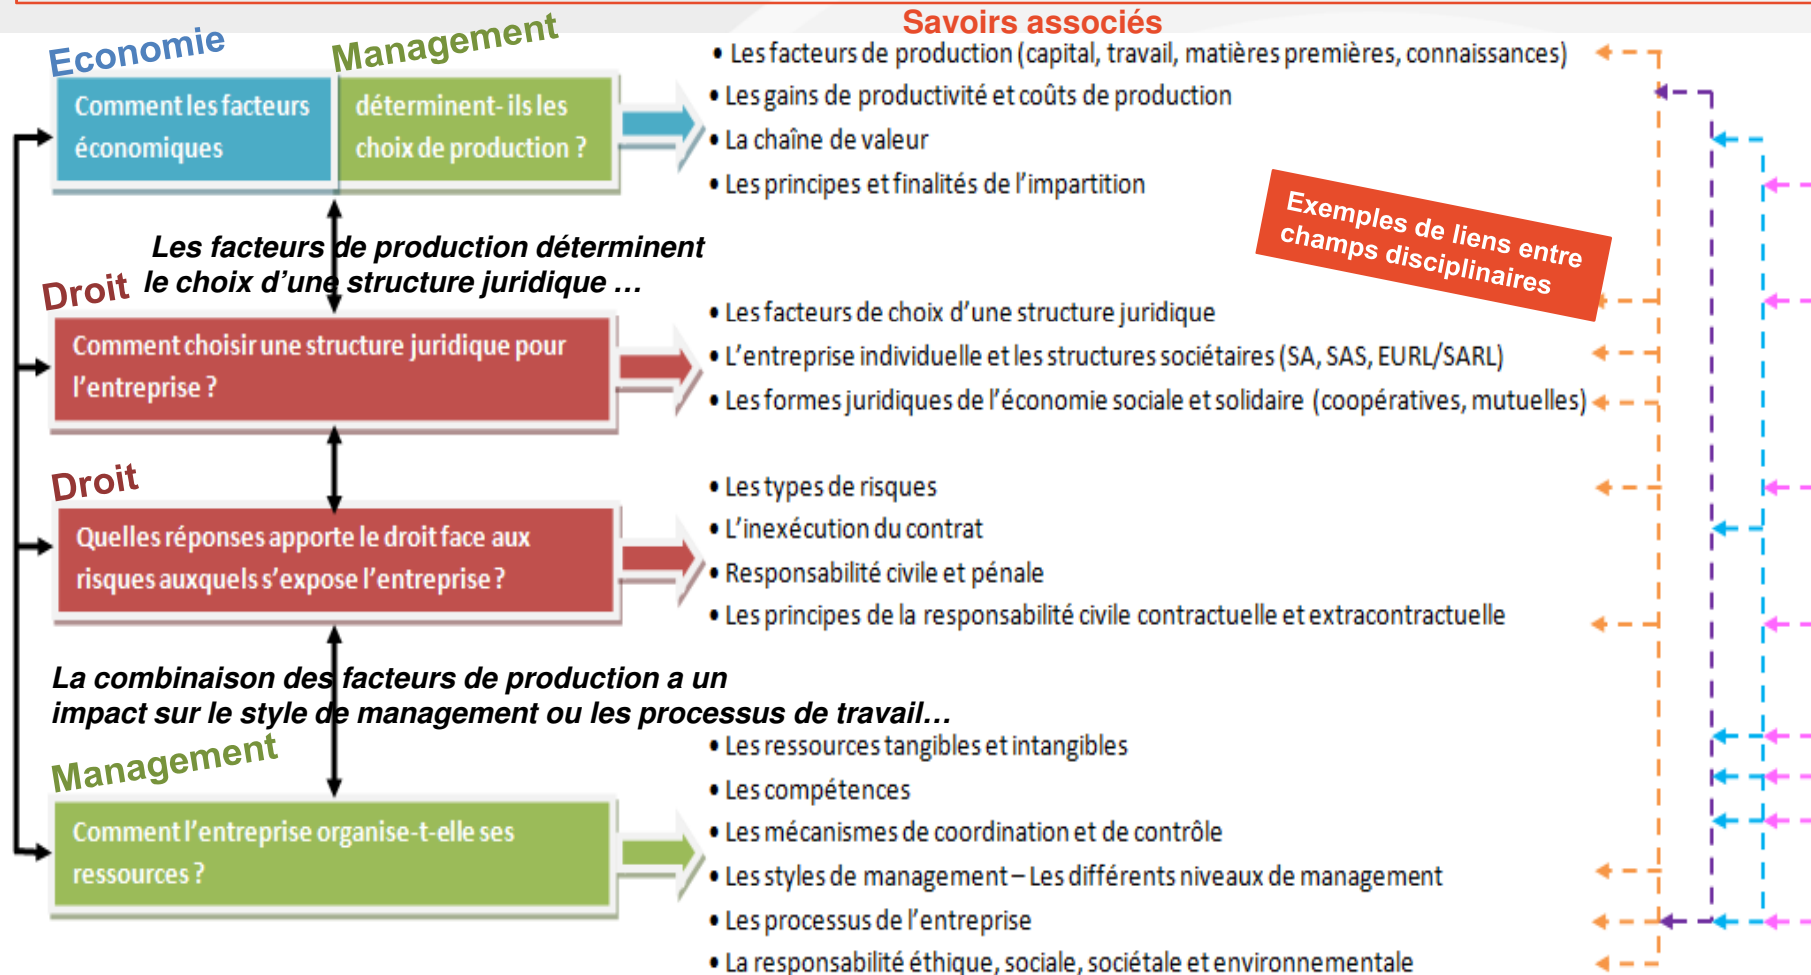 Savoirs associés
Economie
Management
Comment les facteurs
économiques
déterminent- ils les
choix de production ?
• Les facteurs de production (capital, travail, matières premières, connaissances)
• Les gains de productivité et coûts de production
• La chaîne de valeur
• Les principes et finalités de l'impartition
Exemples de liens entre
champs disciplinaires
Les facteurs de production déterminent
le choix d'une structure juridique ...
Droit
Comment choisir une structure juridique pour
l'entreprise ?
• Les facteurs de choix d'une structure juridique
• L'entreprise individuelle et les structures sociétaires (SA, SAS, EURL/SARL)
• Les formes juridiques de l'économie sociale et solidaire (coopératives, mutuelles)
Droit
Quelles réponses apporte le droit face aux
risques auxquels s'expose l'entreprise ?
• Les types de risques
• L'inexécution du contrat
• Responsabilité civile et pénale
• Les principes de la responsabilité civile contractuelle et extracontractuelle
La combinaison des facteurs de production a un
impact sur le style de management ou les processus de travail...
Management
Comment l'entreprise organise-t-elle ses
ressources ?
• Les ressources tangibles et intangibles
• Les compétences
• Les mécanismes de coordination et de contrôle
• Les styles de management – Les différents niveaux de management
• Les processus de l'entreprise
• La responsabilité éthique, sociale, sociétale et environnementale